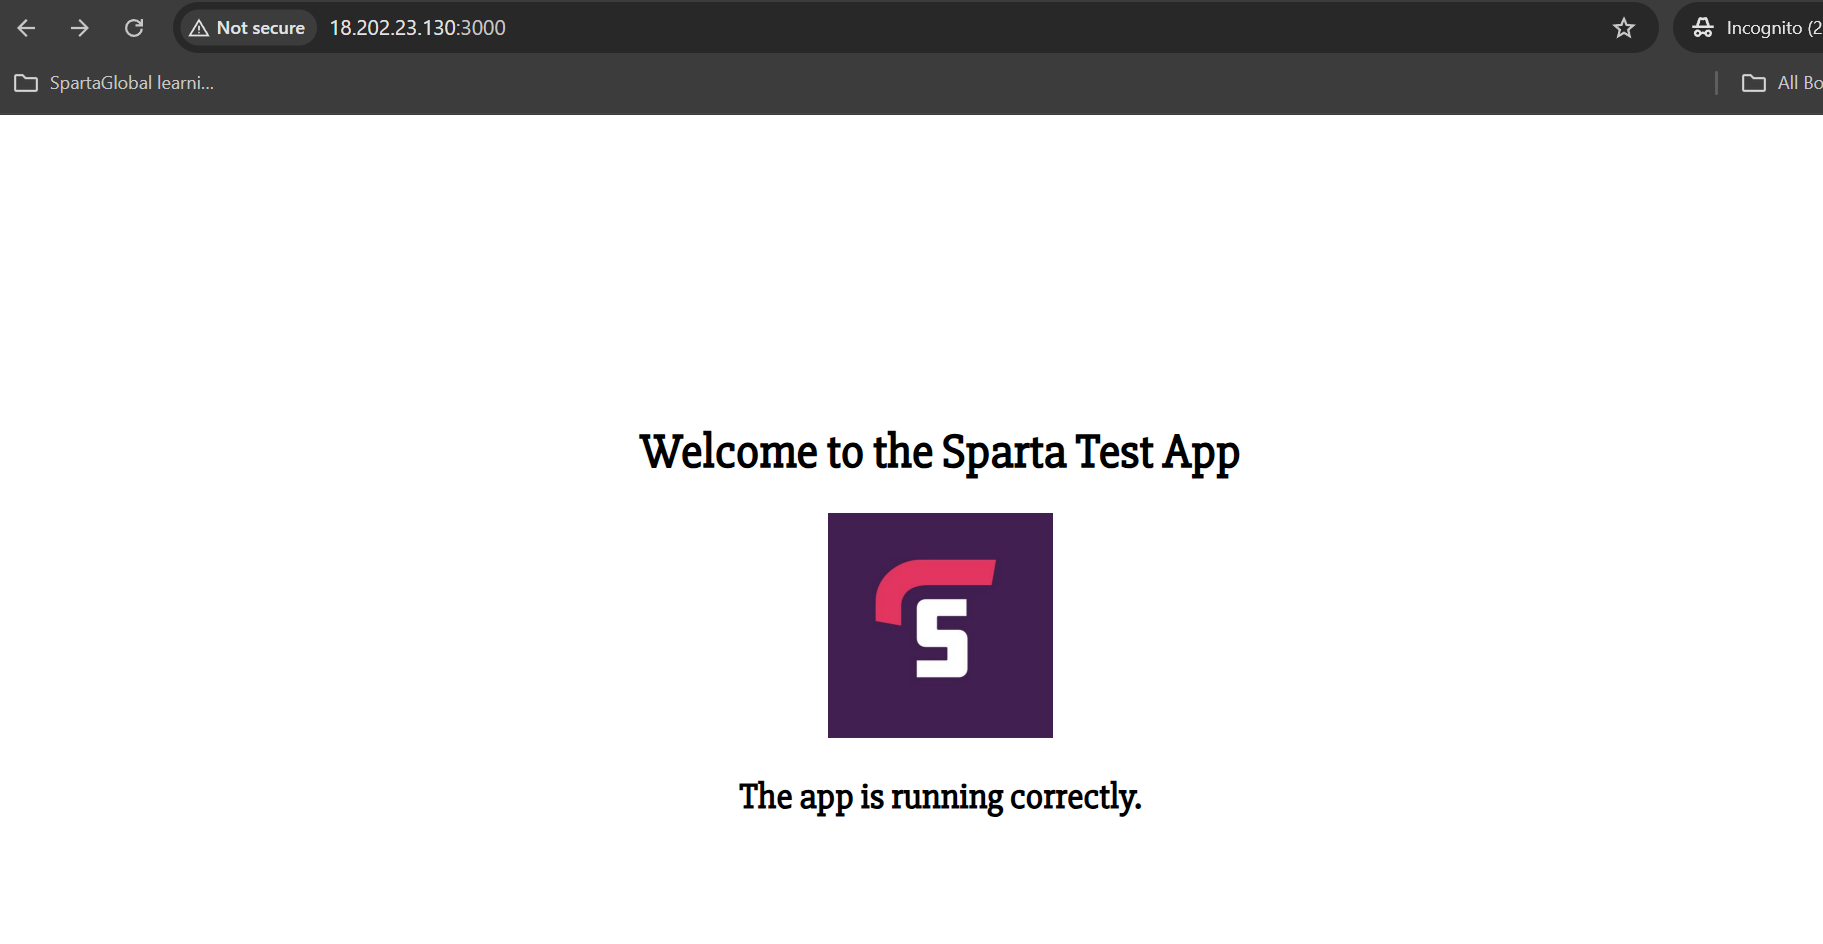 Not secure
18.202.23.130:3000
Incognito (2
SpartaGlobal learni...
All Bo
Welcome to the Sparta Test App
S
The app is running correctly.